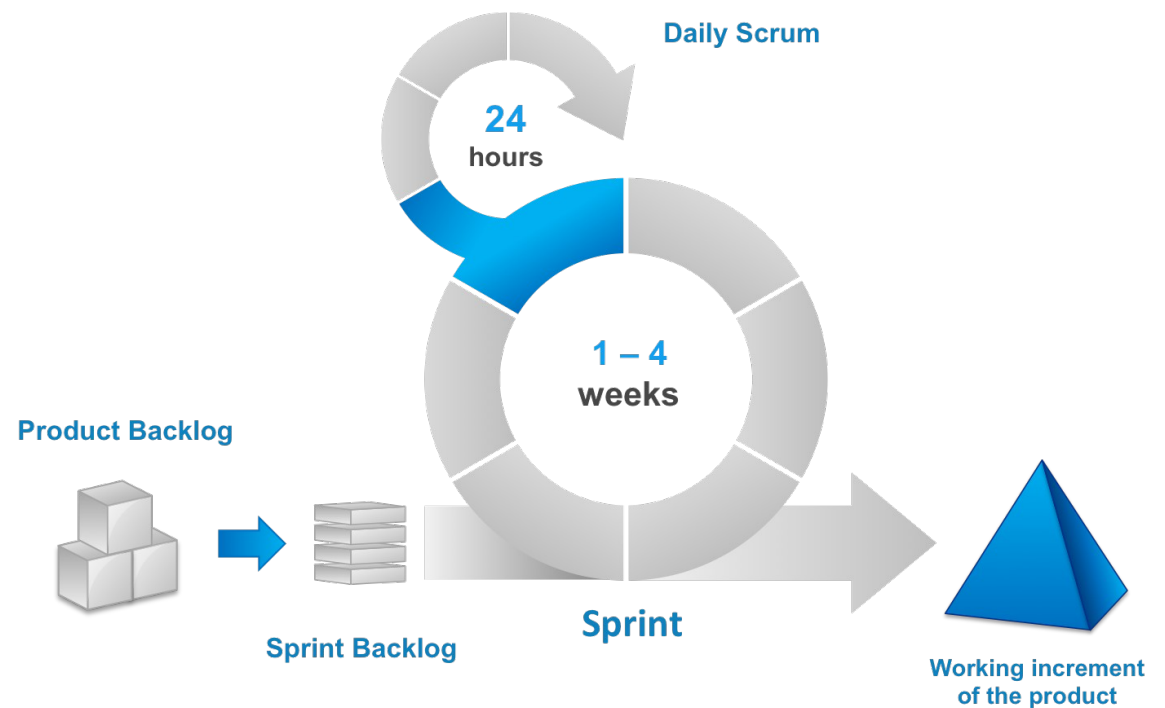 Daily Scrum
24
hours
1 – 4
weeks
Product Backlog
Sprint Backlog
Sprint
Working increment
of the product